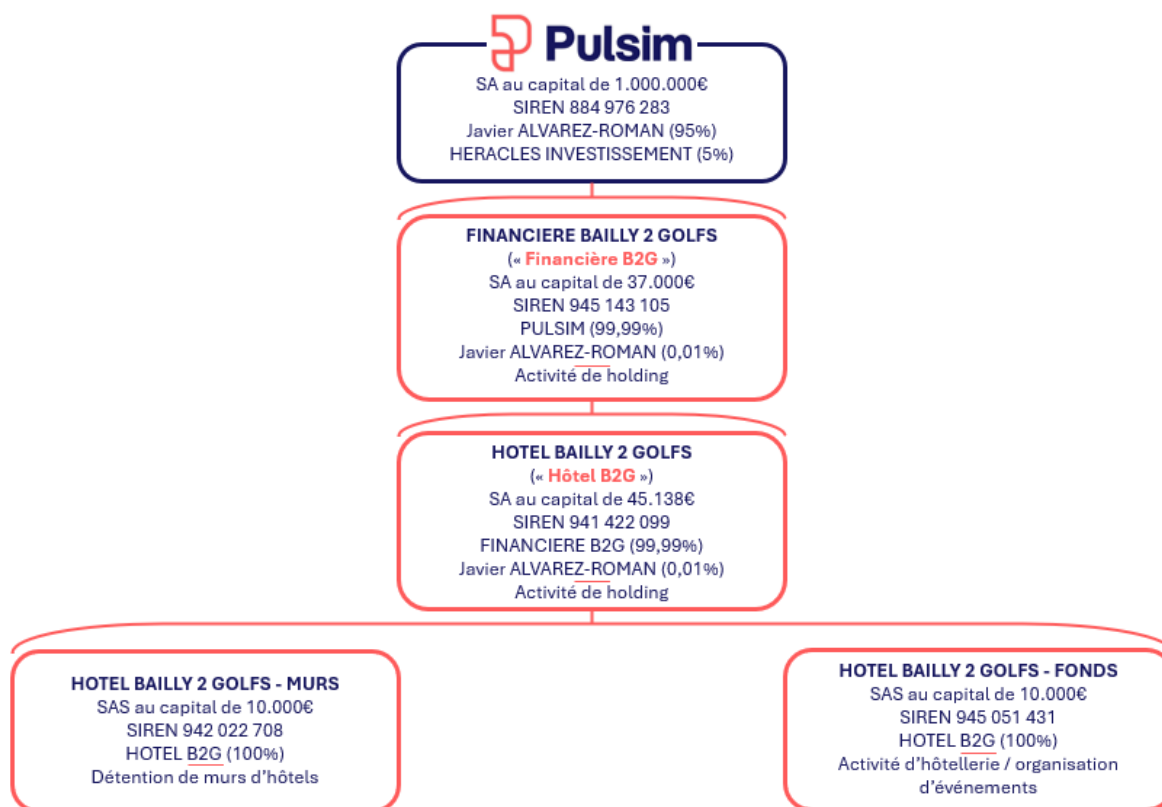 Pulsim
SA au capital de 1.000.000€
SIREN 884 976 283
Javier ALVAREZ-ROMAN (95%)
HERACLES INVESTISSEMENT (5%)
FINANCIERE BAILLY 2 GOLFS
(« Financière B2G »)
SA au capital de 37.000€
SIREN 945 143 105
PULSIM (99,99%)
Javier ALVAREZ-ROMAN (0,01%)
Activité de holding
HOTEL BAILLY 2 GOLFS
(« Hôtel B2G »)
SA au capital de 45.138€
SIREN 941 422 099
FINANCIERE B2G (99,99%)
Javier ALVAREZ-ROMAN (0,01%)
Activité de holding
HOTEL BAILLY 2 GOLFS - MURS
SAS au capital de 10.000€
SIREN 942 022 708
HOTEL B2G (100%)
Détention de murs d’hôtels
HOTEL BAILLY 2 GOLFS - FONDS
SAS au capital de 10.000€
SIREN 945 051 431
HOTEL B2G (100%)
Activité d’hôtellerie / organisation
d’événements